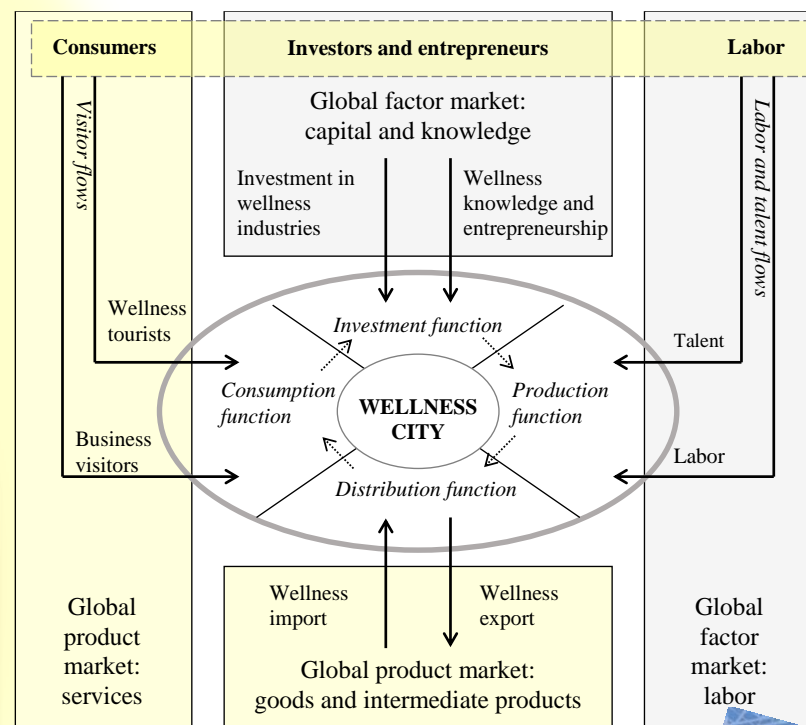 Consumers
Investors and entrepreneurs
Labor
Visitor flows
Global factor market:
capital and knowledge
Investment in
wellness
industries
Wellness
knowledge and
entrepreneurship
Labor and talent flows
Wellness
tourists
Investment function
Talent
Consumption
function
WELLNESS
CITY
Production
function
Business
visitors
Labor
Distribution function
Wellness
import
Wellness
export
Global
product
market:
services
Global product market:
goods and intermediate products
Global
factor
market:
labor